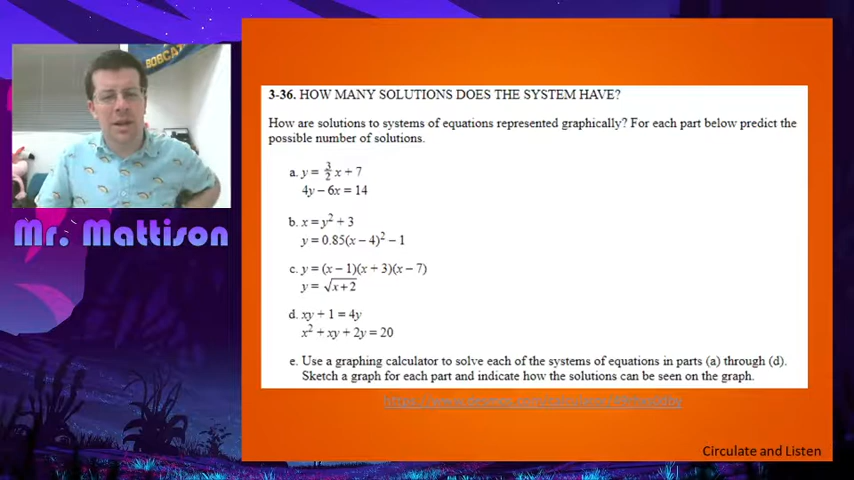 BOBCAT
3-36. HOW MANY SOLUTIONS DOES THE SYSTEM HAVE?
How are solutions to systems of equations represented graphically? For each part below predict the
possible number of solutions.
a. y = 3/2 x + 7
4y – 6x = 14
b. x = y² + 3
y = 0.85(x – 4)² – 1
c. y = (x – 1)(x + 3)(x – 7)
y = √x+2
d. xy + 1 = 4y
x² + xy + 2y = 20
e. Use a graphing calculator to solve each of the systems of equations in parts (a) through (d).
Sketch a graph for each part and indicate how the solutions can be seen on the graph.
Mr. Mattison
Circulate and Listen